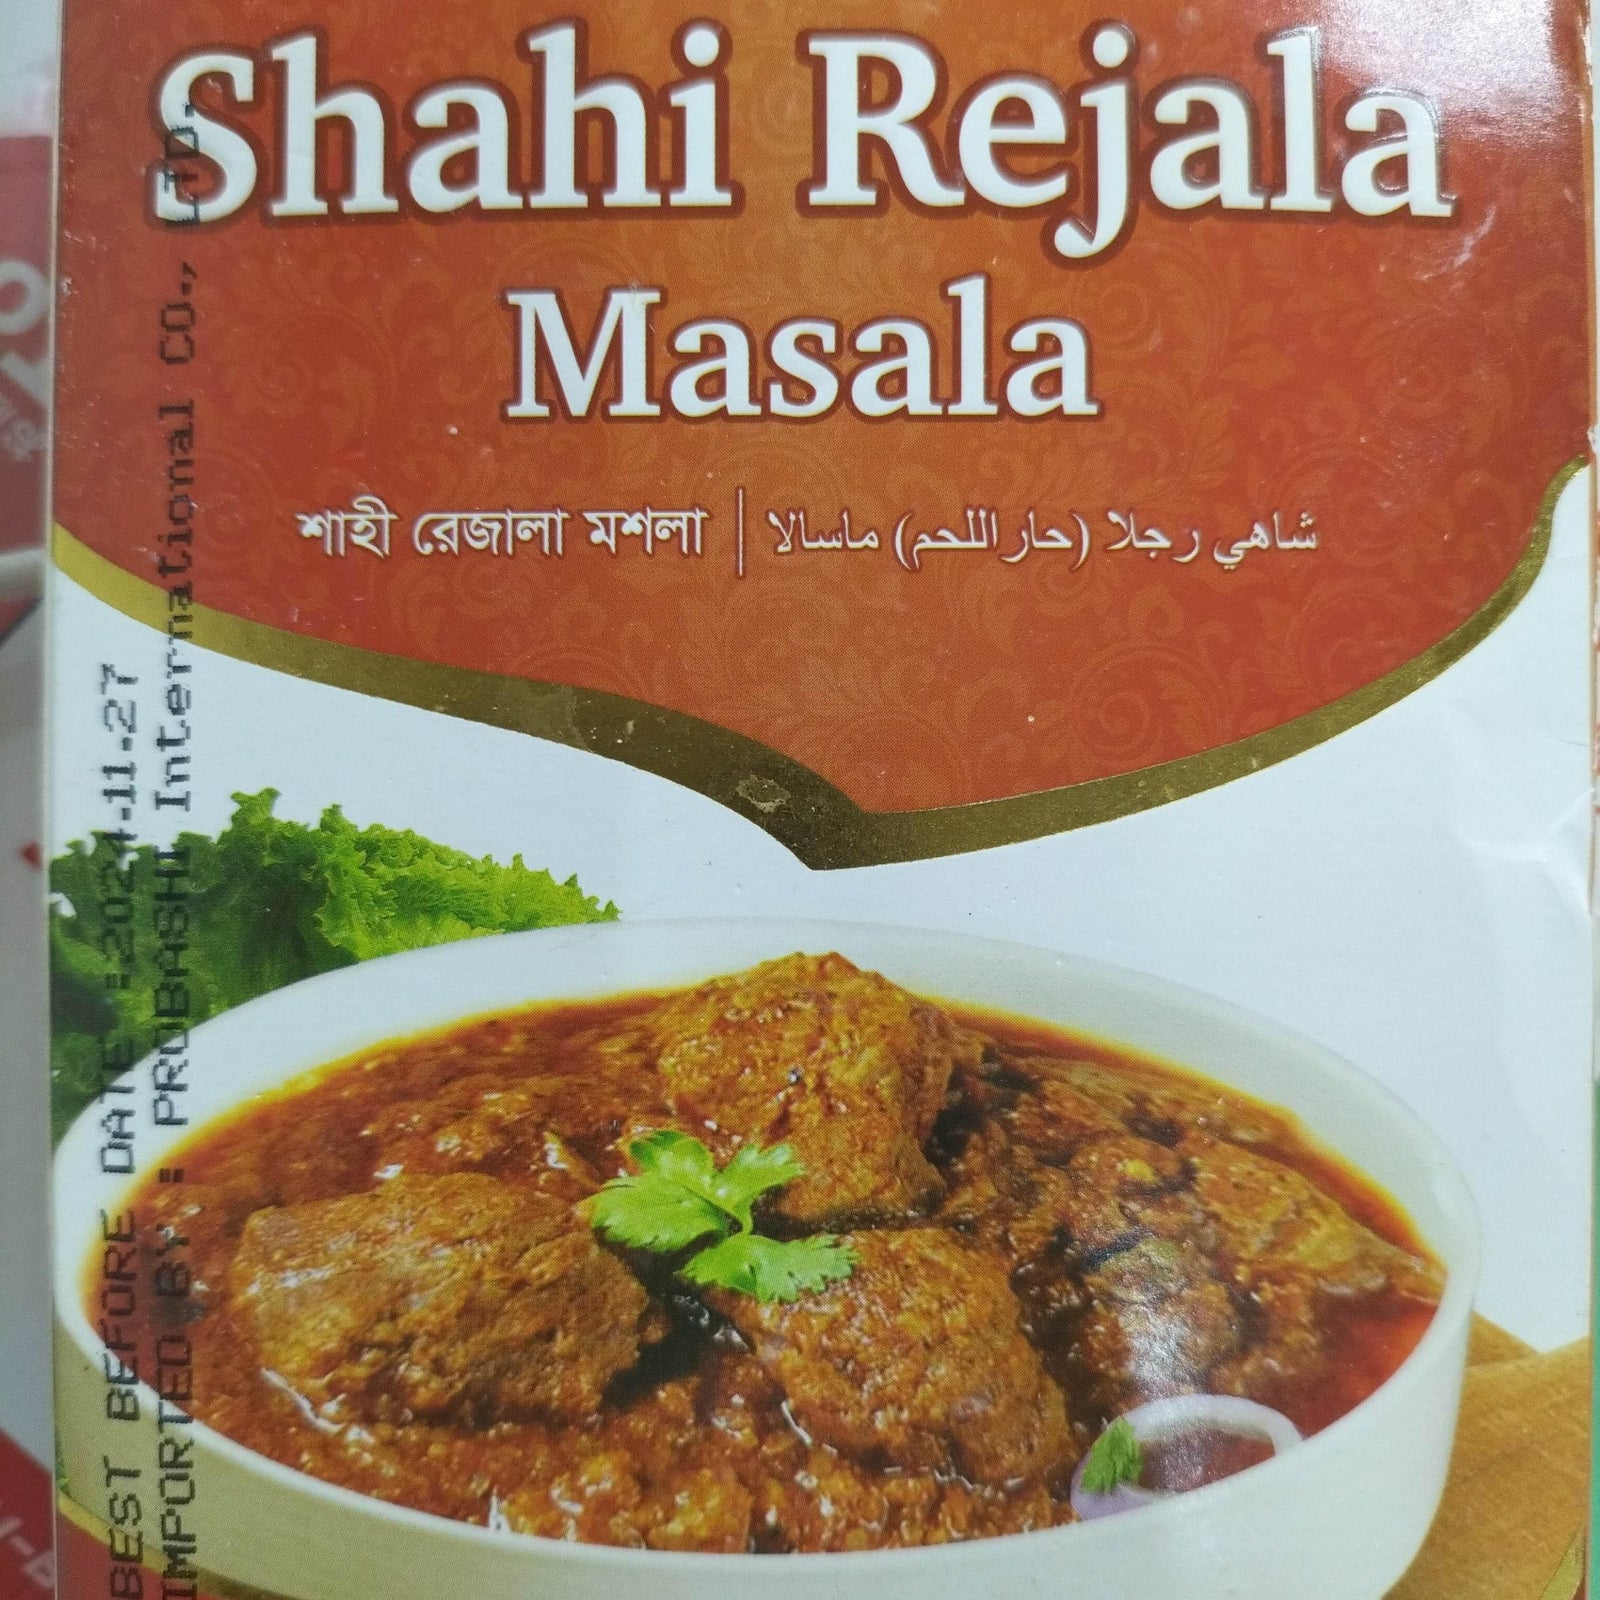 Shahi Rejala
Masala
শাহী রেজালা মশলা | شاهي رجلا (حار اللحم) ماسالا
BEST BEFORE DATE :2024.11.27
IMPORTED BY : PROBASHI International CO., LTD.